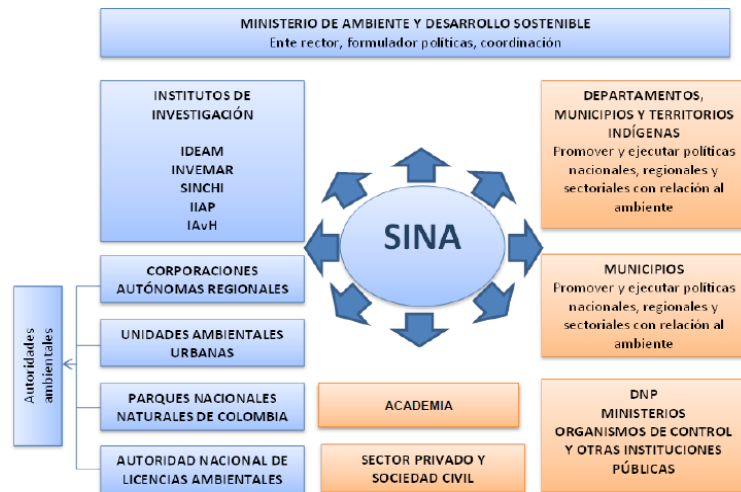 MINISTERIO DE AMBIENTE Y DESARROLLO SOSTENIBLE
Ente rector, formulador políticas, coordinación
INSTITUTOS DE
INVESTIGACIÓN
IDEAM
INVEMAR
SINCHI
IIAP
IAvH
DEPARTAMENTOS,
MUNICIPIOS Y TERRITORIOS
INDÍGENAS
Promover y ejecutar políticas
nacionales, regionales y
sectoriales con relación al
ambiente
SINA
CORPORACIONES
AUTÓNOMAS REGIONALES
MUNICIPIOS
Promover y ejecutar políticas
nacionales, regionales y
sectoriales con relación al
ambiente
Autoridades
ambientales
UNIDADES AMBIENTALES
URBANAS
PARQUES NACIONALES
NATURALES DE COLOMBIA
ACADEMIA
DNP
MINISTERIOS
ORGANISMOS DE CONTROL
Y OTRAS INSTITUCIONES
PÚBLICAS
AUTORIDAD NACIONAL DE
LICENCIAS AMBIENTALES
SECTOR PRIVADO Y
SOCIEDAD CIVIL